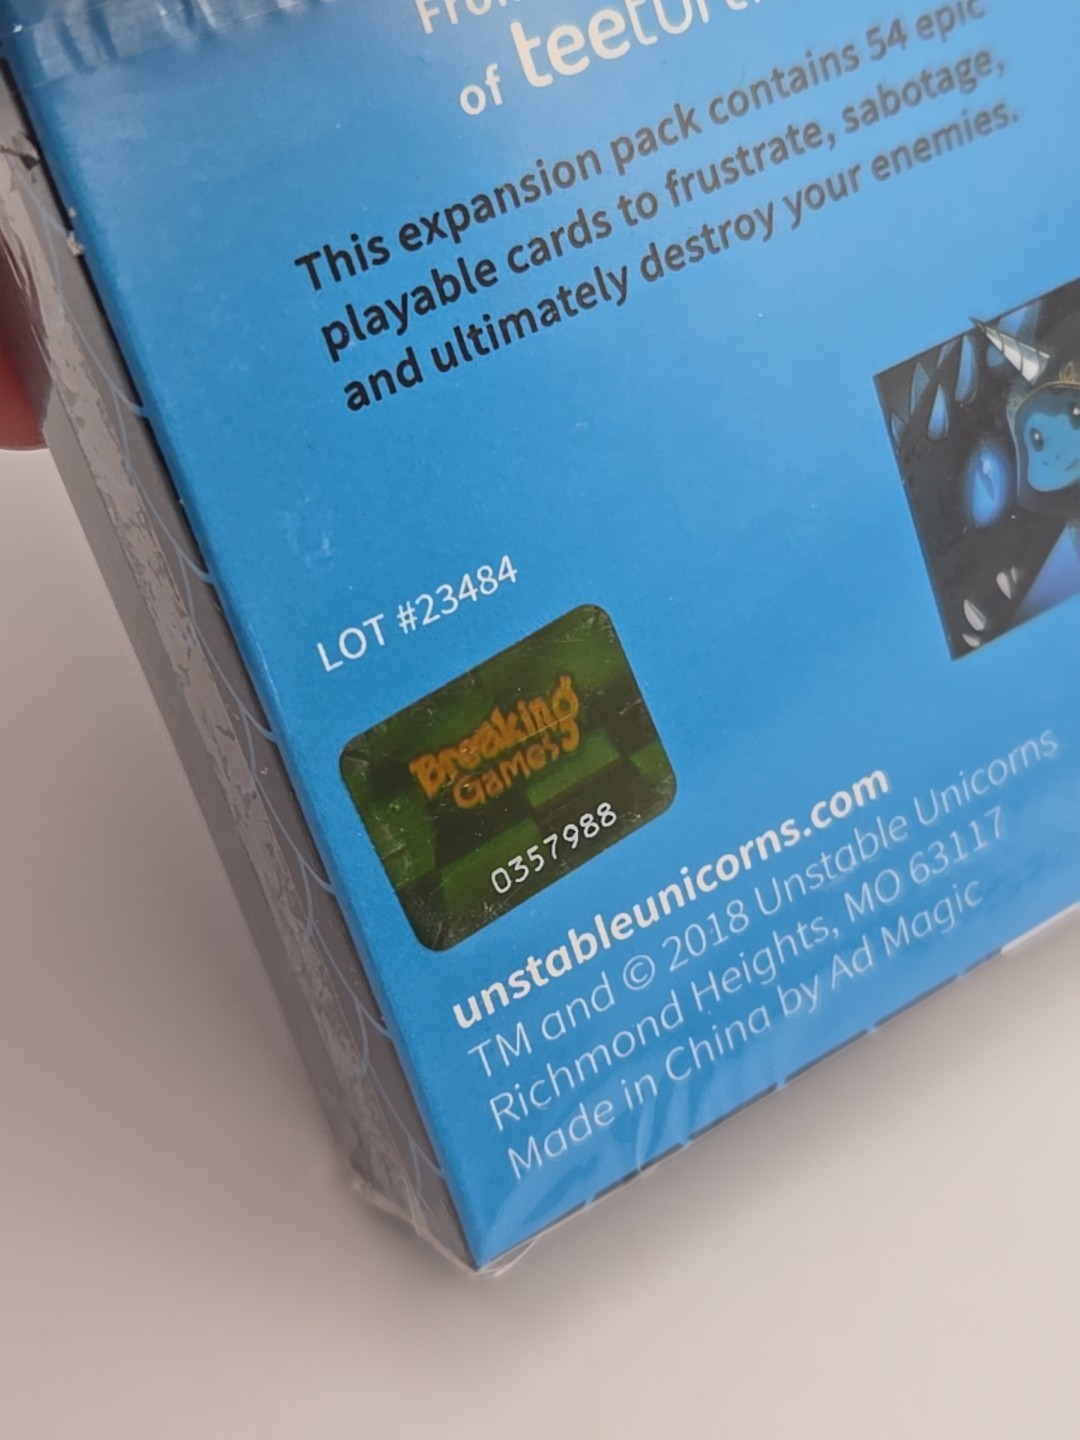 of teetur
This expansion pack contains 54 epic
playable cards to frustrate, sabotage,
and ultimately destroy your enemies.
LOT #23484
Breaking
Games
0357988
unstableunicorns.com
TM and © 2018 Unstable Unicorns
Richmond Heights, MO 63117
Made in China by Ad Magic